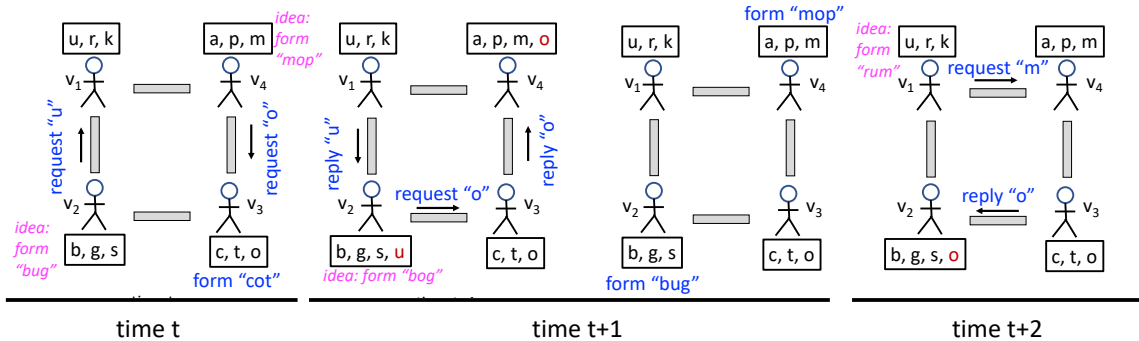 u, r, k
a, p, m
idea:
form
“mop”
v1
v4
request “u”
request “o”
v2
v3
idea:
form
“bug”
b, g, s
c, t, o
form “cot”
time t
u, r, k
a, p, m, o
v1
v4
reply “u”
reply “o”
request “o”
v2
v3
b, g, s, u
c, t, o
idea: form “bog”
form “mop”
u, r, k
a, p, m
v1
v4
v2
v3
b, g, s
c, t, o
form “bug”
time t+1
idea:
form
“rum”
u, r, k
a, p, m
request “m”
v1
v4
reply “o”
v2
v3
b, g, s, o
c, t, o
time t+2